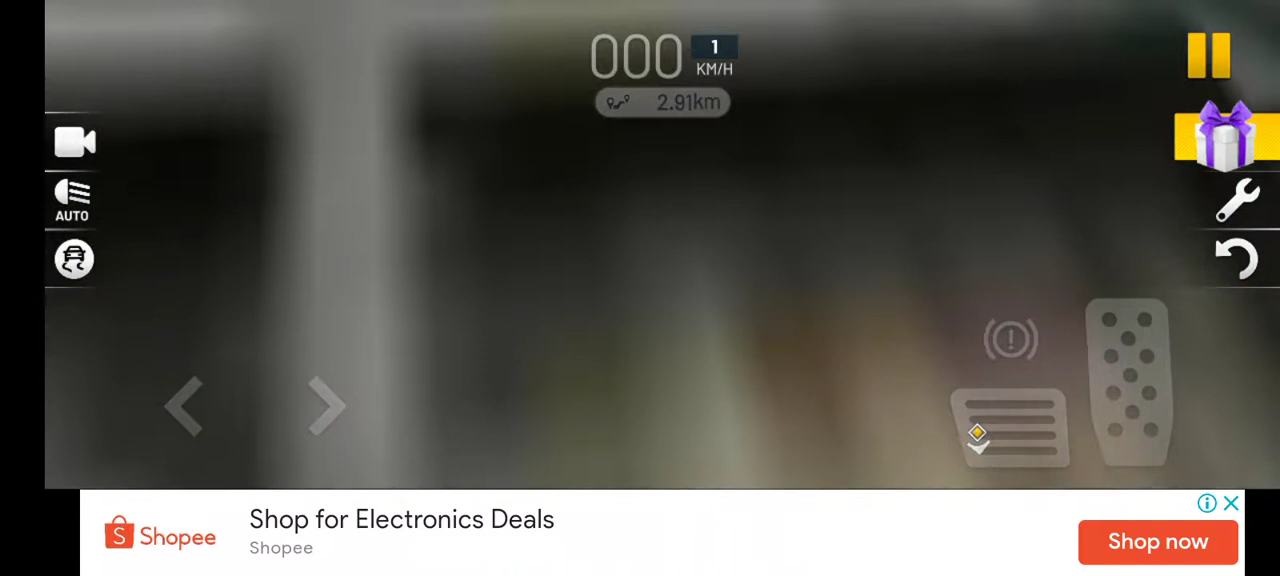 000
1
KM/H
2.91km
AUTO
Shopee
Shop for Electronics Deals
Shopee
Shop now